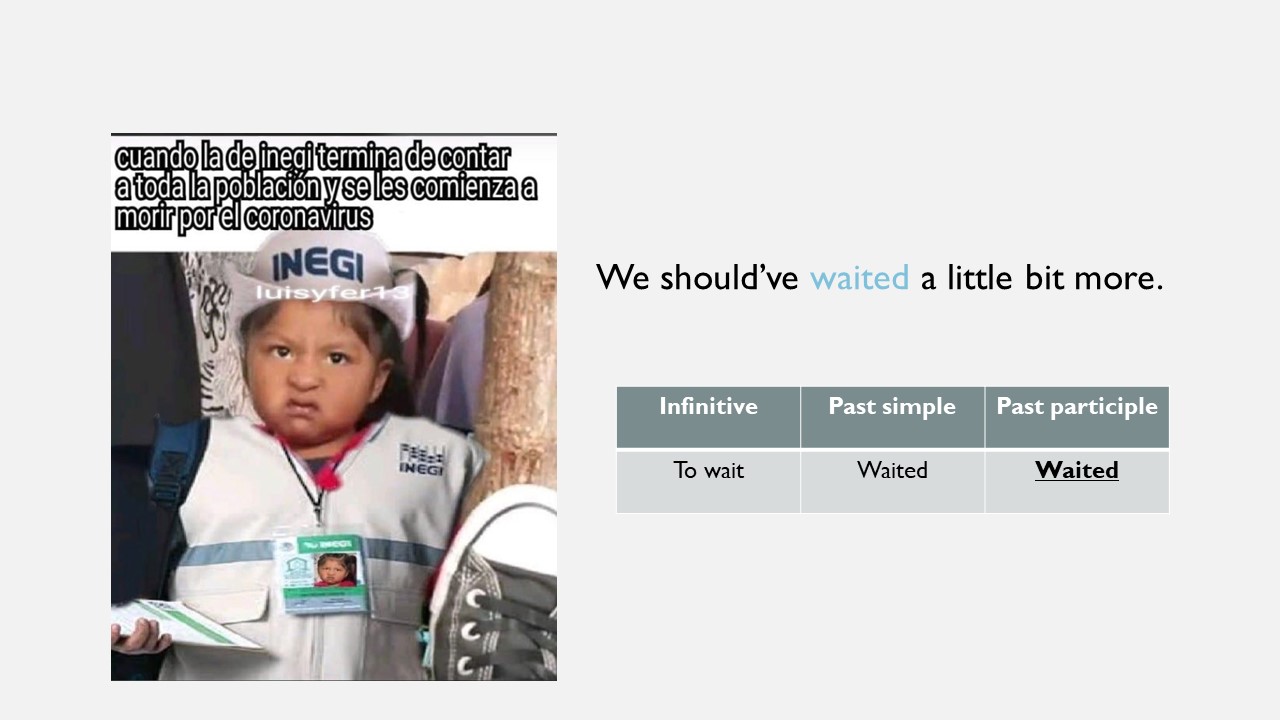 cuando la de inegi termina de contar
a toda la población y se les comienza a
morir por el coronavirus
INEGI
luisyfer13
INEGI
INEGI
We should’ve waited a little bit more.
Infinitive Past simple Past participle
To wait Waited Waited